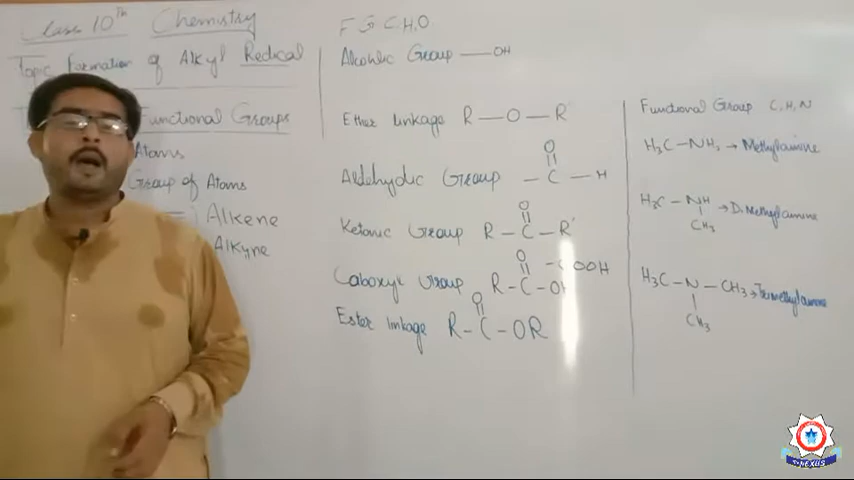 Class 10th Chemistry
Topic Formation of Alkyl Redical
Functional Groups
Atoms
Group of Atoms
Alkene
Alkyne
F G C, H, O
Alcoholic Group —OH
Ether linkage R—O—R
Aldehydic Group —C—H
O
Ketonic Group R—C—R'
O
Caboxyl Group R—C—OH
O
—COOH
Ester linkage R—C—OR
O
Functional Group C, H, N
H3C—NH2 → Methylamine
H3C—NH → Di Methylamine
CH3
H3C—N—CH3 → Trimethylamine
CH3